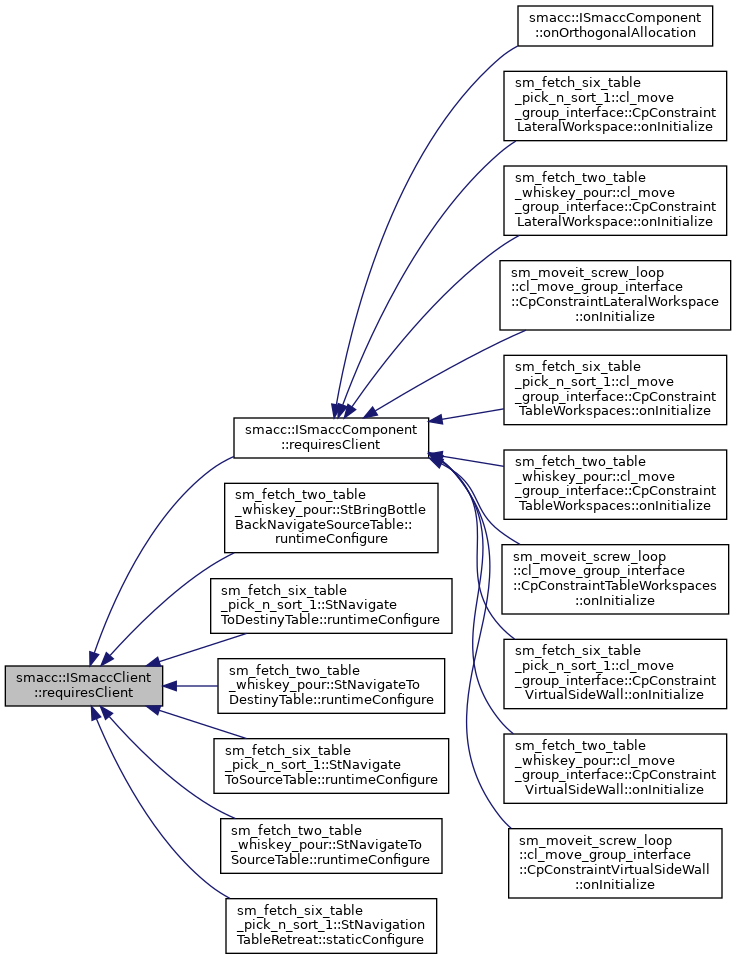 smacc::ISmaccComponent
::onOrthogonalAllocation
sm_fetch_six_table
_pick_n_sort_1::cl_move
_group_interface::CpConstraint
LateralWorkspace::onInitialize
sm_fetch_two_table
_whiskey_pour::cl_move
_group_interface::CpConstraint
LateralWorkspace::onInitialize
sm_moveit_screw_loop
::cl_move_group_interface
::CpConstraintLateralWorkspace
::onInitialize
sm_fetch_six_table
_pick_n_sort_1::cl_move
_group_interface::CpConstraint
TableWorkspaces::onInitialize
smacc::ISmaccComponent
::requiresClient
sm_fetch_two_table
_whiskey_pour::cl_move
_group_interface::CpConstraint
TableWorkspaces::onInitialize
sm_fetch_two_table
_whiskey_pour::StBringBottle
BackNavigateSourceTable::
runtimeConfigure
sm_moveit_screw_loop
::cl_move_group_interface
::CpConstraintTableWorkspaces
::onInitialize
sm_fetch_six_table
_pick_n_sort_1::StNavigate
ToDestinyTable::runtimeConfigure
sm_fetch_six_table
_pick_n_sort_1::cl_move
_group_interface::CpConstraint
VirtualSideWall::onInitialize
smacc::ISmaccClient
::requiresClient
sm_fetch_two_table
_whiskey_pour::StNavigateTo
DestinyTable::runtimeConfigure
sm_fetch_two_table
_whiskey_pour::cl_move
_group_interface::CpConstraint
VirtualSideWall::onInitialize
sm_fetch_six_table
_pick_n_sort_1::StNavigate
ToSourceTable::runtimeConfigure
sm_fetch_two_table
_whiskey_pour::StNavigateTo
SourceTable::runtimeConfigure
sm_moveit_screw_loop
::cl_move_group_interface
::CpConstraintVirtualSideWall
::onInitialize
sm_fetch_six_table
_pick_n_sort_1::StNavigation
TableRetreat::staticConfigure